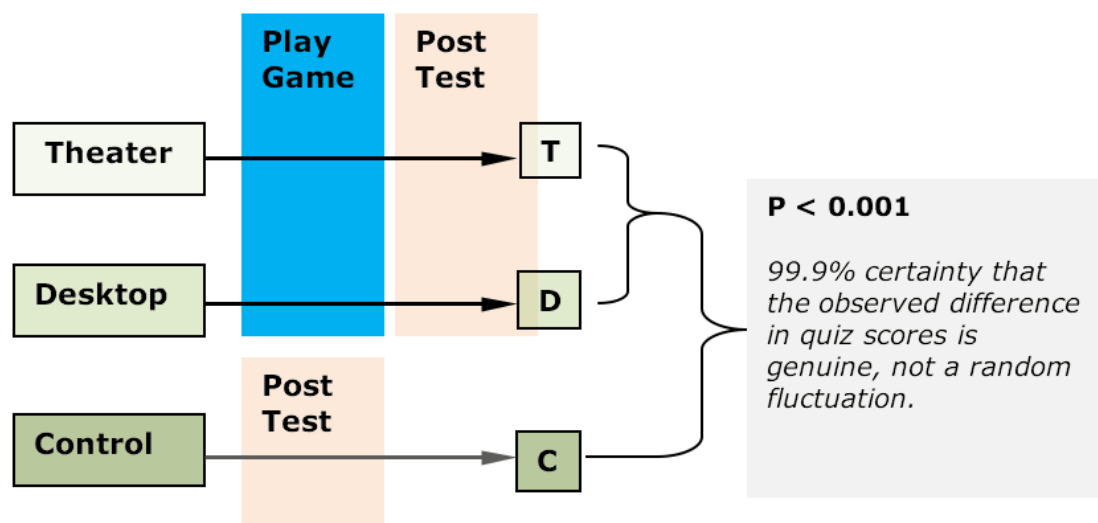 Play
Game
Post
Test
Theater
T
Desktop
D
Post
Test
Control
C
P < 0.001
99.9% certainty that
the observed difference
in quiz scores is
genuine, not a random
fluctuation.